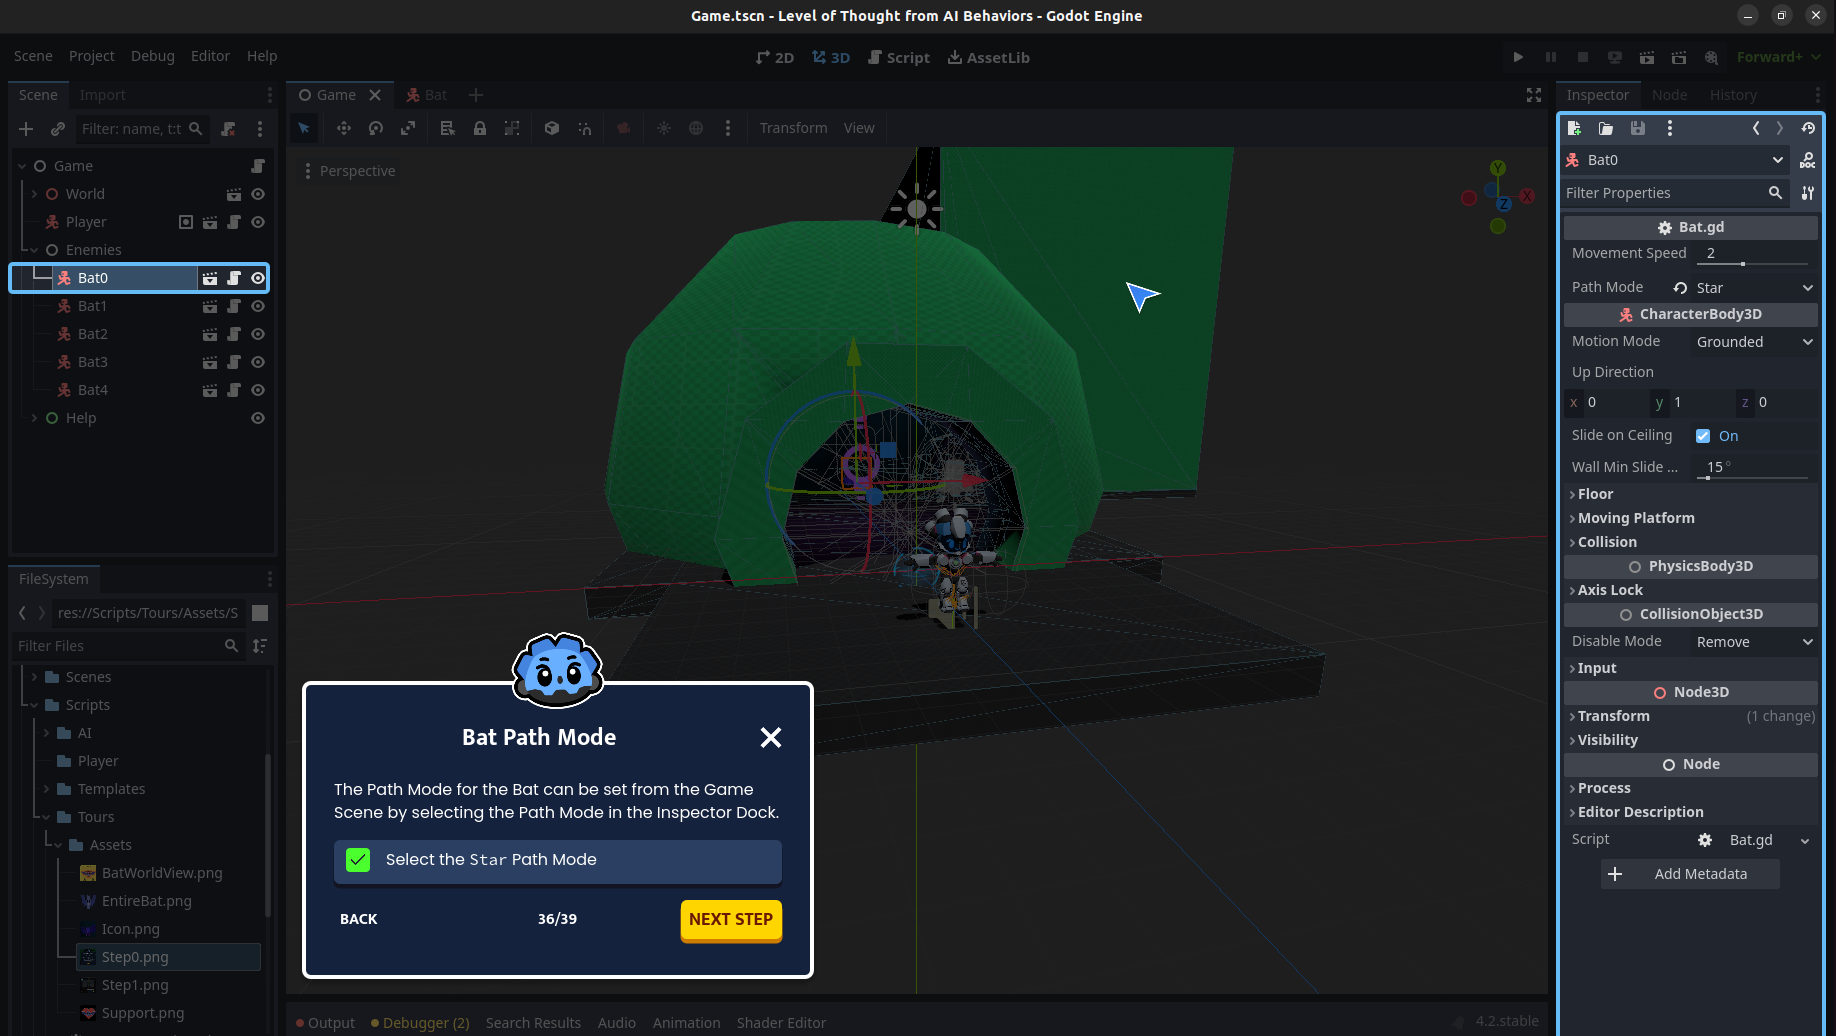 Game.tscn - Level of Thought from AI Behaviors - Godot Engine
Scene Project Debug Editor Help
2D 3D Script AssetLib
Forward+
Scene Import
Filter: name, t:t
Game
World
Player
Enemies
Bat0
Bat1
Bat2
Bat3
Bat4
Help
FileSystem
res://Scripts/Tours/Assets/S
Filter Files
Scenes
Scripts
AI
Player
Templates
Tours
Assets
BatWorldView.png
EntireBat.png
Icon.png
Step0.png
Step1.png
Support.png
Game Bat
Transform View
Perspective
Y
X
Z
Bat Path Mode
The Path Mode for the Bat can be set from the Game
Scene by selecting the Path Mode in the Inspector Dock.
Select the Star Path Mode
BACK 36/39 NEXT STEP
Output Debugger (2) Search Results Audio Animation Shader Editor
4.2.stable
Inspector Node History
Bat0
DOC
Filter Properties
Bat.gd
Movement Speed 2
Path Mode Star
CharacterBody3D
Motion Mode Grounded
Up Direction
x 0 y 1 z 0
Slide on Ceiling On
Wall Min Slide ... 15 °
Floor
Moving Platform
Collision
PhysicsBody3D
Axis Lock
CollisionObject3D
Disable Mode Remove
Input
Node3D
Transform (1 change)
Visibility
Node
Process
Editor Description
Script Bat.gd
Add Metadata